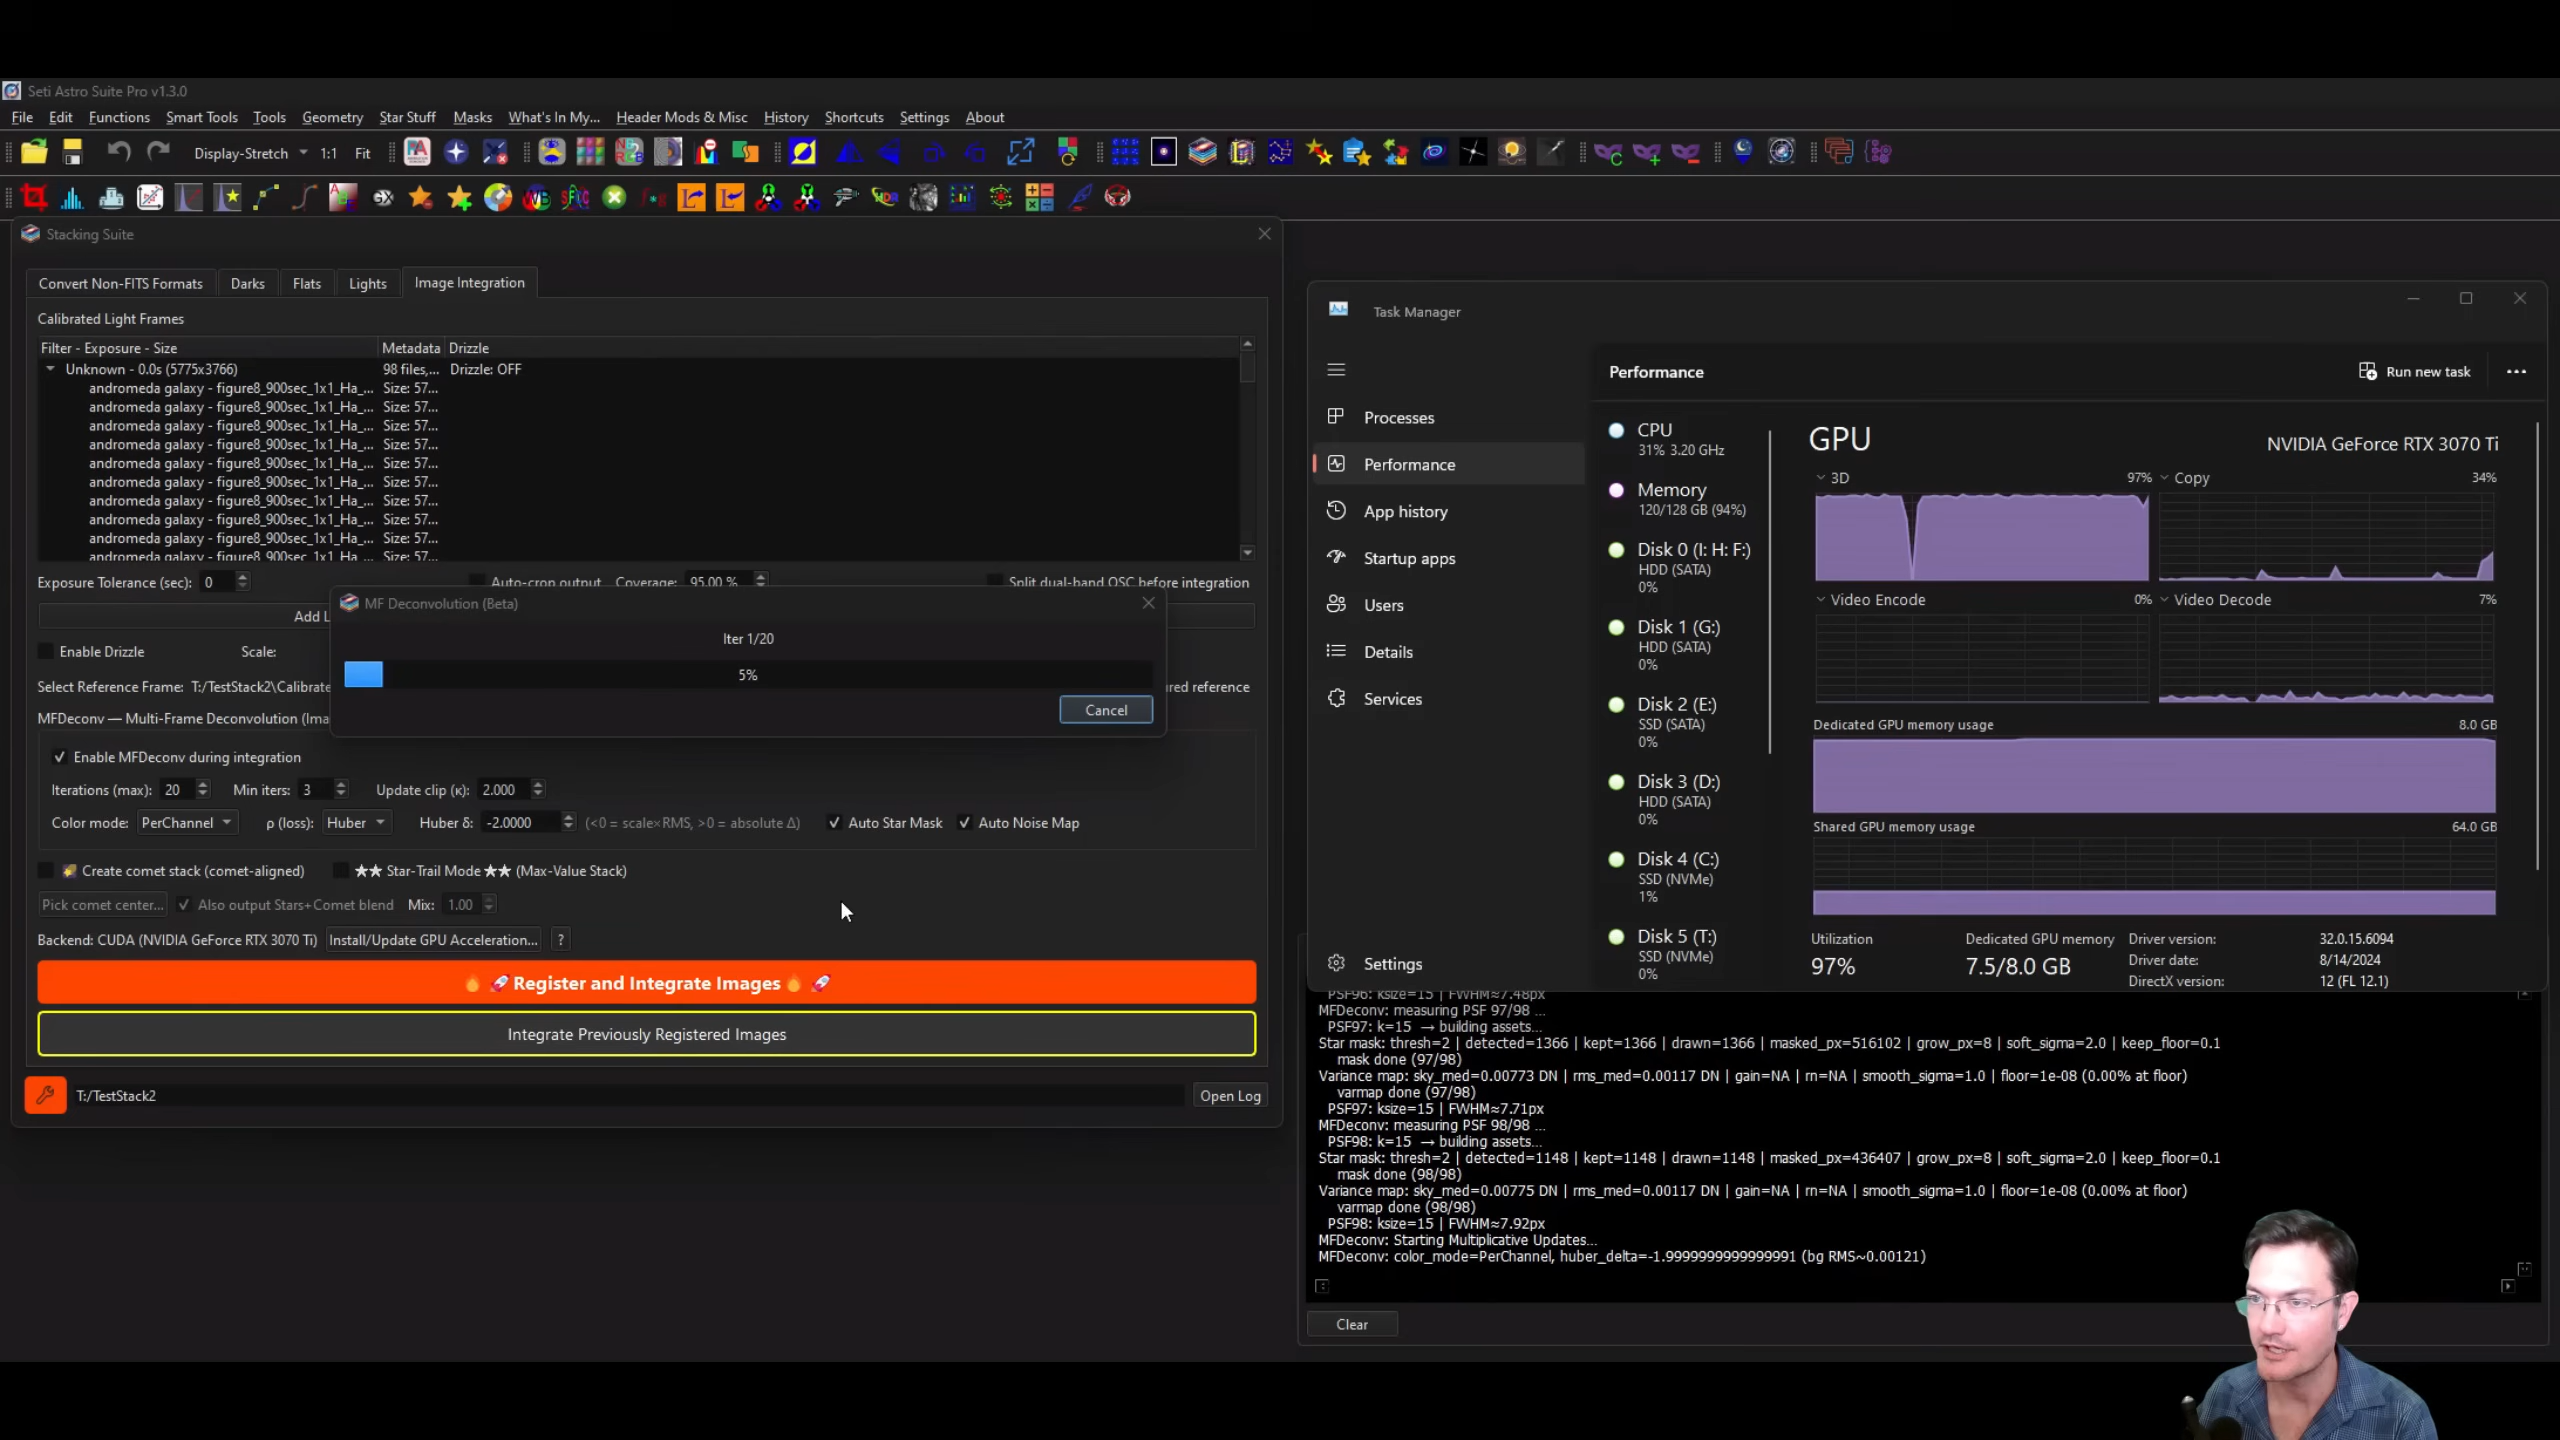 Seti Astro Suite Pro v1.3.0
File Edit Functions Smart Tools Tools Geometry Star Stuff Masks What's In My... Header Mods & Misc History Shortcuts Settings About
Display-Stretch 1:1 Fit
Stacking Suite
Convert Non-FITS Formats Darks Flats Lights Image Integration
Calibrated Light Frames
Filter - Exposure - Size Metadata Drizzle
Unknown - 0.0s (5775x3766) 98 files,... Drizzle: OFF
andromeda galaxy - figure8_900sec_1x1_Ha_... Size: 57...
andromeda galaxy - figure8_900sec_1x1_Ha_... Size: 57...
andromeda galaxy - figure8_900sec_1x1_Ha_... Size: 57...
andromeda galaxy - figure8_900sec_1x1_Ha_... Size: 57...
andromeda galaxy - figure8_900sec_1x1_Ha_... Size: 57...
andromeda galaxy - figure8_900sec_1x1_Ha_... Size: 57...
andromeda galaxy - figure8_900sec_1x1_Ha_... Size: 57...
andromeda galaxy - figure8_900sec_1x1_Ha_... Size: 57...
andromeda galaxy - figure8_900sec_1x1_Ha_... Size: 57...
andromeda galaxy - figure8_900sec_1x1_Ha_... Size: 57...
Exposure Tolerance (sec): 0 Auto-crop output Coverage: 95.00 % Split dual-band OSC before integration
MF Deconvolution (Beta)
Add L
Iter 1/20
Enable Drizzle Scale:
5%
Select Reference Frame: T:/TestStack2\Calibrate red reference
Cancel
MFDeconv — Multi-Frame Deconvolution (Ima
Enable MFDeconv during integration
Iterations (max): 20 Min iters: 3 Update clip (κ): 2.000
Color mode: PerChannel ρ (loss): Huber Huber δ: -2.0000 (<0 = scale×RMS, >0 = absolute Δ) Auto Star Mask Auto Noise Map
Create comet stack (comet-aligned) ★★ Star-Trail Mode ★★ (Max-Value Stack)
Pick comet center... Also output Stars+Comet blend Mix: 1.00
Backend: CUDA (NVIDIA GeForce RTX 3070 Ti) Install/Update GPU Acceleration... ?
🔥 🚀 Register and Integrate Images 🔥 🚀
Integrate Previously Registered Images
T:/TestStack2 Open Log
Task Manager
Performance Run new task
Processes
Performance
App history
Startup apps
Users
Details
Services
Settings
CPU
31% 3.20 GHz
Memory
120/128 GB (94%)
Disk 0 (I: H: F:)
HDD (SATA)
0%
Disk 1 (G:)
HDD (SATA)
0%
Disk 2 (E:)
SSD (SATA)
0%
Disk 3 (D:)
HDD (SATA)
0%
Disk 4 (C:)
SSD (NVMe)
1%
Disk 5 (T:)
SSD (NVMe)
0%
GPU NVIDIA GeForce RTX 3070 Ti
3D 97% Copy 34%
Video Encode 0% Video Decode 7%
Dedicated GPU memory usage 8.0 GB
Shared GPU memory usage 64.0 GB
Utilization Dedicated GPU memory Driver version: 32.0.15.6094
97% 7.5/8.0 GB Driver date: 8/14/2024
DirectX version: 12 (FL 12.1)
PSF96: ksize=15 | FWHM≈7.48px
MFDeconv: measuring PSF 97/98 ...
PSF97: k=15 → building assets...
Star mask: thresh=2 | detected=1366 | kept=1366 | drawn=1366 | masked_px=516102 | grow_px=8 | soft_sigma=2.0 | keep_floor=0.1
mask done (97/98)
Variance map: sky_med=0.00773 DN | rms_med=0.00117 DN | gain=NA | rn=NA | smooth_sigma=1.0 | floor=1e-08 (0.00% at floor)
varmap done (97/98)
PSF97: ksize=15 | FWHM≈7.71px
MFDeconv: measuring PSF 98/98 ...
PSF98: k=15 → building assets...
Star mask: thresh=2 | detected=1148 | kept=1148 | drawn=1148 | masked_px=436407 | grow_px=8 | soft_sigma=2.0 | keep_floor=0.1
mask done (98/98)
Variance map: sky_med=0.00775 DN | rms_med=0.00117 DN | gain=NA | rn=NA | smooth_sigma=1.0 | floor=1e-08 (0.00% at floor)
varmap done (98/98)
PSF98: ksize=15 | FWHM≈7.92px
MFDeconv: Starting Multiplicative Updates...
MFDeconv: color_mode=PerChannel, huber_delta=-1.9999999999999991 (bg RMS~0.00121)
Clear